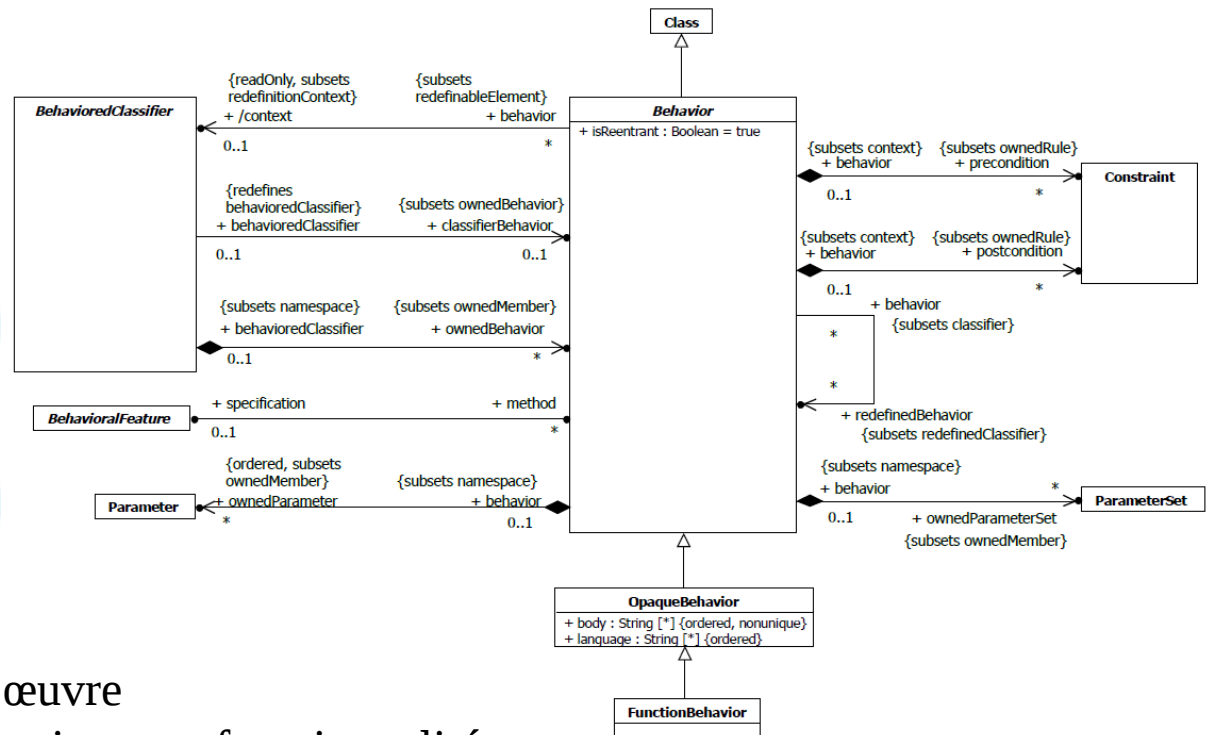 Class
{readOnly, subsets
redefinitionContext}
+ /context
0..1
{subsets
redefinableElement}
+ behavior
*
BehavioredClassifier
Behavior
+ isReentrant : Boolean = true
{redefines
behavioredClassifier}
+ behavioredClassifier
0..1
{subsets ownedBehavior}
+ classifierBehavior
0..1
{subsets namespace}
+ behavioredClassifier
0..1
{subsets ownedMember}
+ ownedBehavior
*
BehavioralFeature
+ specification
0..1
+ method
*
{ordered, subsets
ownedMember}
+ ownedParameter
*
{subsets namespace}
+ behavior
0..1
Parameter
{subsets context}
+ behavior
0..1
{subsets ownedRule}
+ precondition
*
Constraint
{subsets context}
+ behavior
0..1
{subsets ownedRule}
+ postcondition
*
+ behavior
{subsets classifier}
*
*
+ redefinedBehavior
{subsets redefinedClassifier}
{subsets namespace}
+ behavior
0..1
*
+ ownedParameterSet
{subsets ownedMember}
ParameterSet
OpaqueBehavior
+ body : String [*] {ordered, nonunique}
+ language : String [*] {ordered}
FunctionBehavior
œuvre